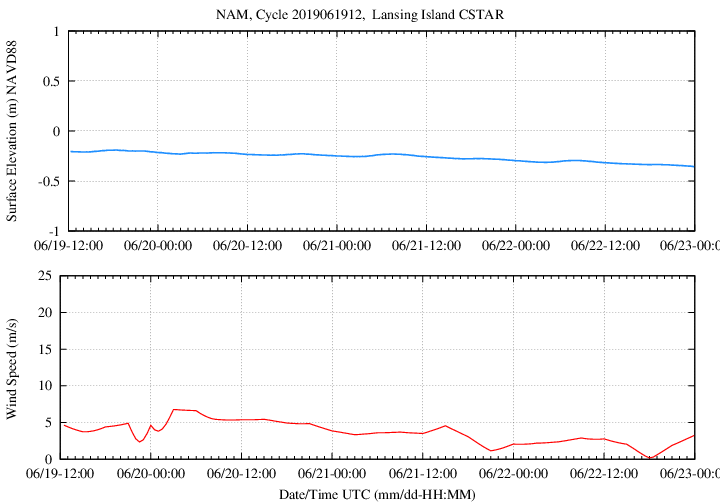 NAM, Cycle 2019061912,  Lansing Island CSTAR
Surface Elevation (m) NAVD88
1
0.5
0
-0.5
-1
06/19-12:00 06/20-00:00 06/20-12:00 06/21-00:00 06/21-12:00 06/22-00:00 06/22-12:00 06/23-00:0
Wind Speed (m/s)
25
20
15
10
5
0
06/19-12:00 06/20-00:00 06/20-12:00 06/21-00:00 06/21-12:00 06/22-00:00 06/22-12:00 06/23-00:0
Date/Time UTC (mm/dd-HH:MM)